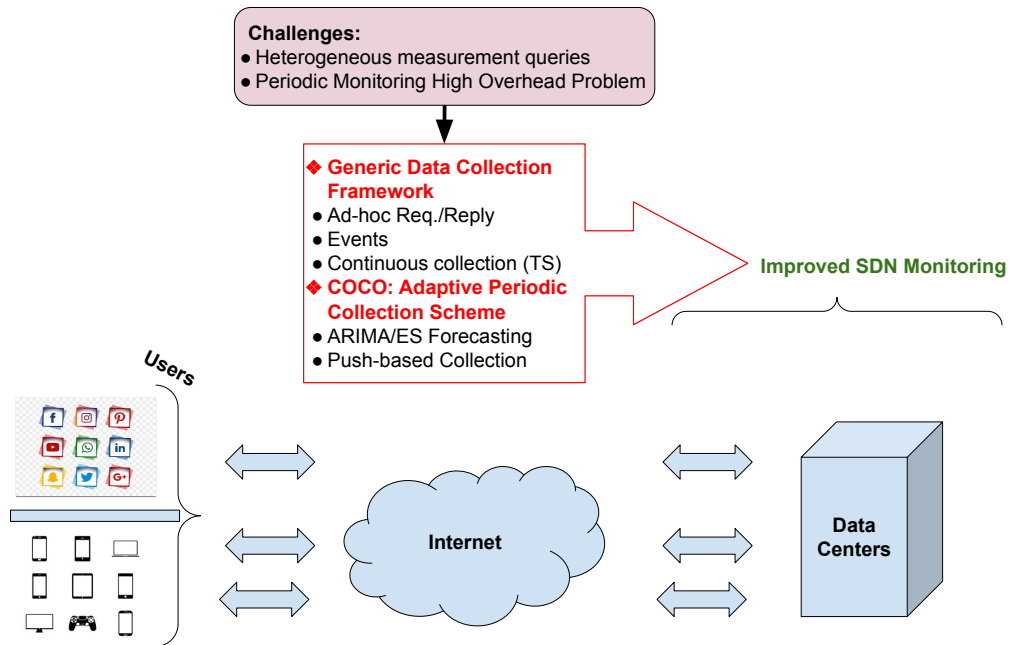 Challenges:
● Heterogeneous measurement queries
● Periodic Monitoring High Overhead Problem
❖ Generic Data Collection
Framework
● Ad-hoc Req./Reply
● Events
● Continuous collection (TS)
❖ COCO: Adaptive Periodic
Collection Scheme
● ARIMA/ES Forecasting
● Push-based Collection
Improved SDN Monitoring
Users
in
G+
Internet
Data
Centers